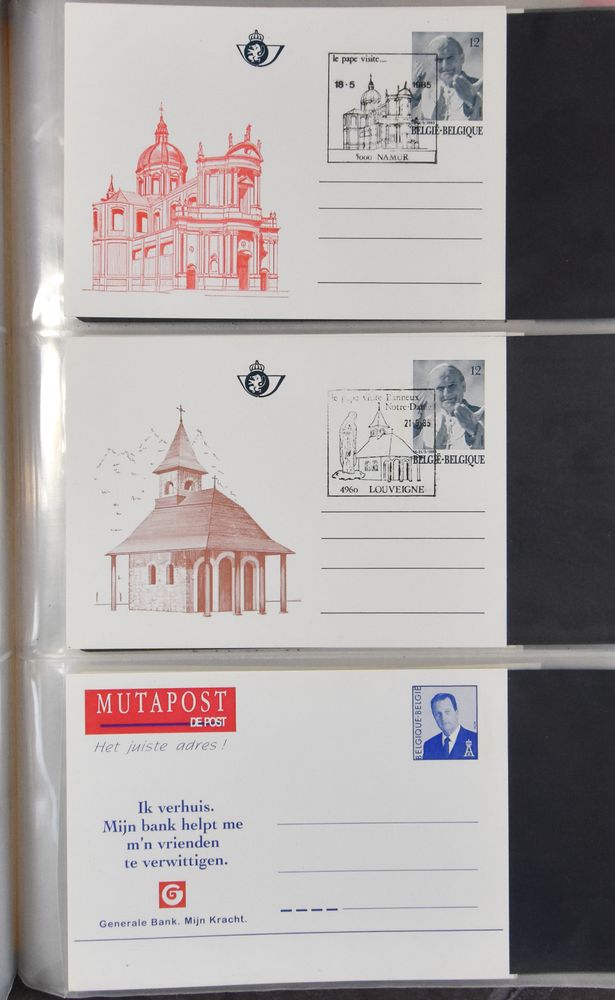 le pape visite...
18-5 1985
5000 NAMUR
12
BELGIË-BELGIQUE
le pape visite Banneux
Notre-Dame
21-5-85
4960 LOUVEIGNE
12
BELGIË-BELGIQUE
MUTAPOST
DE POST
Het juiste adres !
BELGIQUE-BELGIË
Ik verhuis.
Mijn bank helpt me
m'n vrienden
te verwittigen.
G
Generale Bank. Mijn Kracht.